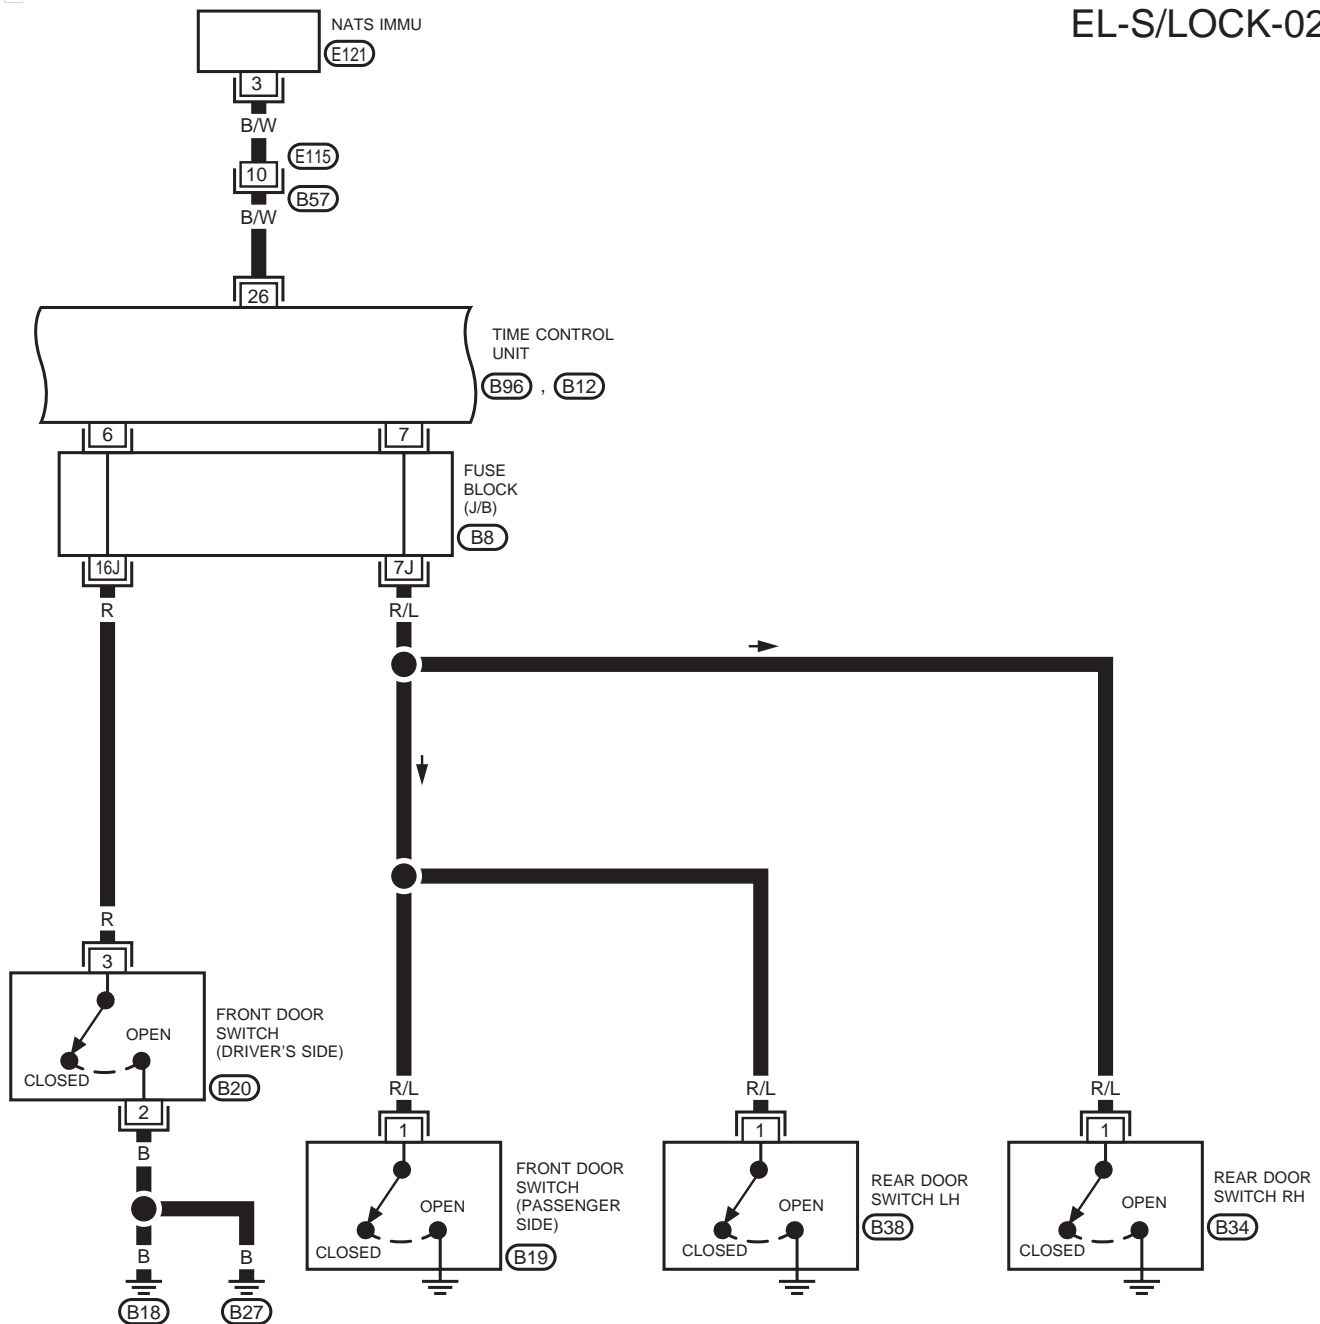 EL-S/LOCK-02
NATS IMMU
E121
3
B/W
E115
10
B57
B/W
26
TIME CONTROL
UNIT
B96 , B12
6
7
FUSE
BLOCK
(J/B)
B8
16J
7J
R
R/L
R
3
FRONT DOOR
SWITCH
(DRIVER'S SIDE)
OPEN
CLOSED
B20
2
B
B
B
B18
B27
R/L
1
FRONT DOOR
SWITCH
(PASSENGER
SIDE)
OPEN
CLOSED
B19
R/L
1
REAR DOOR
SWITCH LH
OPEN
CLOSED
B38
R/L
1
REAR DOOR
SWITCH RH
OPEN
CLOSED
B34